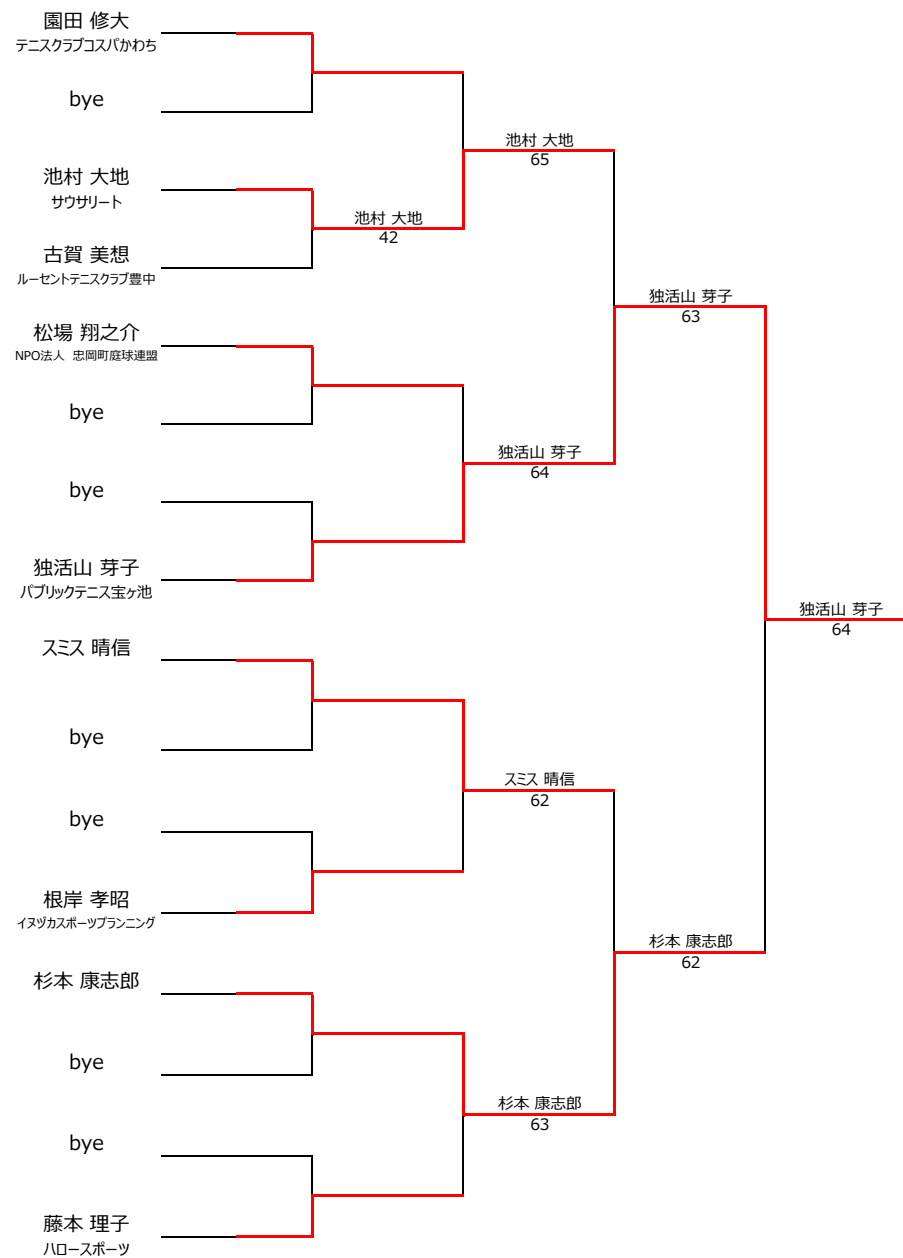 園田 修大
テニスクラブコスパかわち
bye
池村 大地
サウサリート
古賀 美想
ルーセントテニスクラブ豊中
松場 翔之介
NPO法人　忠岡町庭球連盟
bye
bye
独活山 芽子
パブリックテニス宝ヶ池
スミス 晴信
bye
bye
根岸 孝昭
イヌヅカスポーツプランニング
杉本 康志郎
bye
bye
藤本 理子
ハロースポーツ
池村 大地
42
池村 大地
65
独活山 芽子
64
スミス 晴信
62
杉本 康志郎
63
独活山 芽子
63
杉本 康志郎
62
独活山 芽子
64